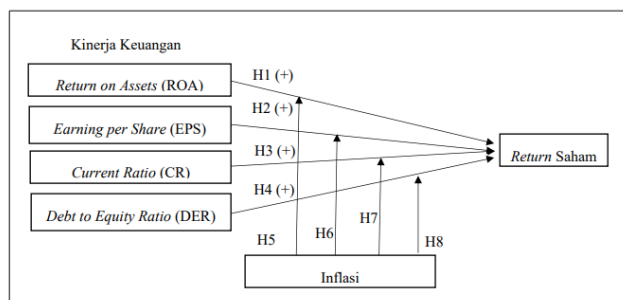 Kinerja Keuangan
Return on Assets (ROA)
H1 (+)
H2 (+)
Earning per Share (EPS)
H3 (+)
Return Saham
Current Ratio (CR)
H4 (+)
Debt to Equity Ratio (DER)
H5
H6
H7
H8
Inflasi